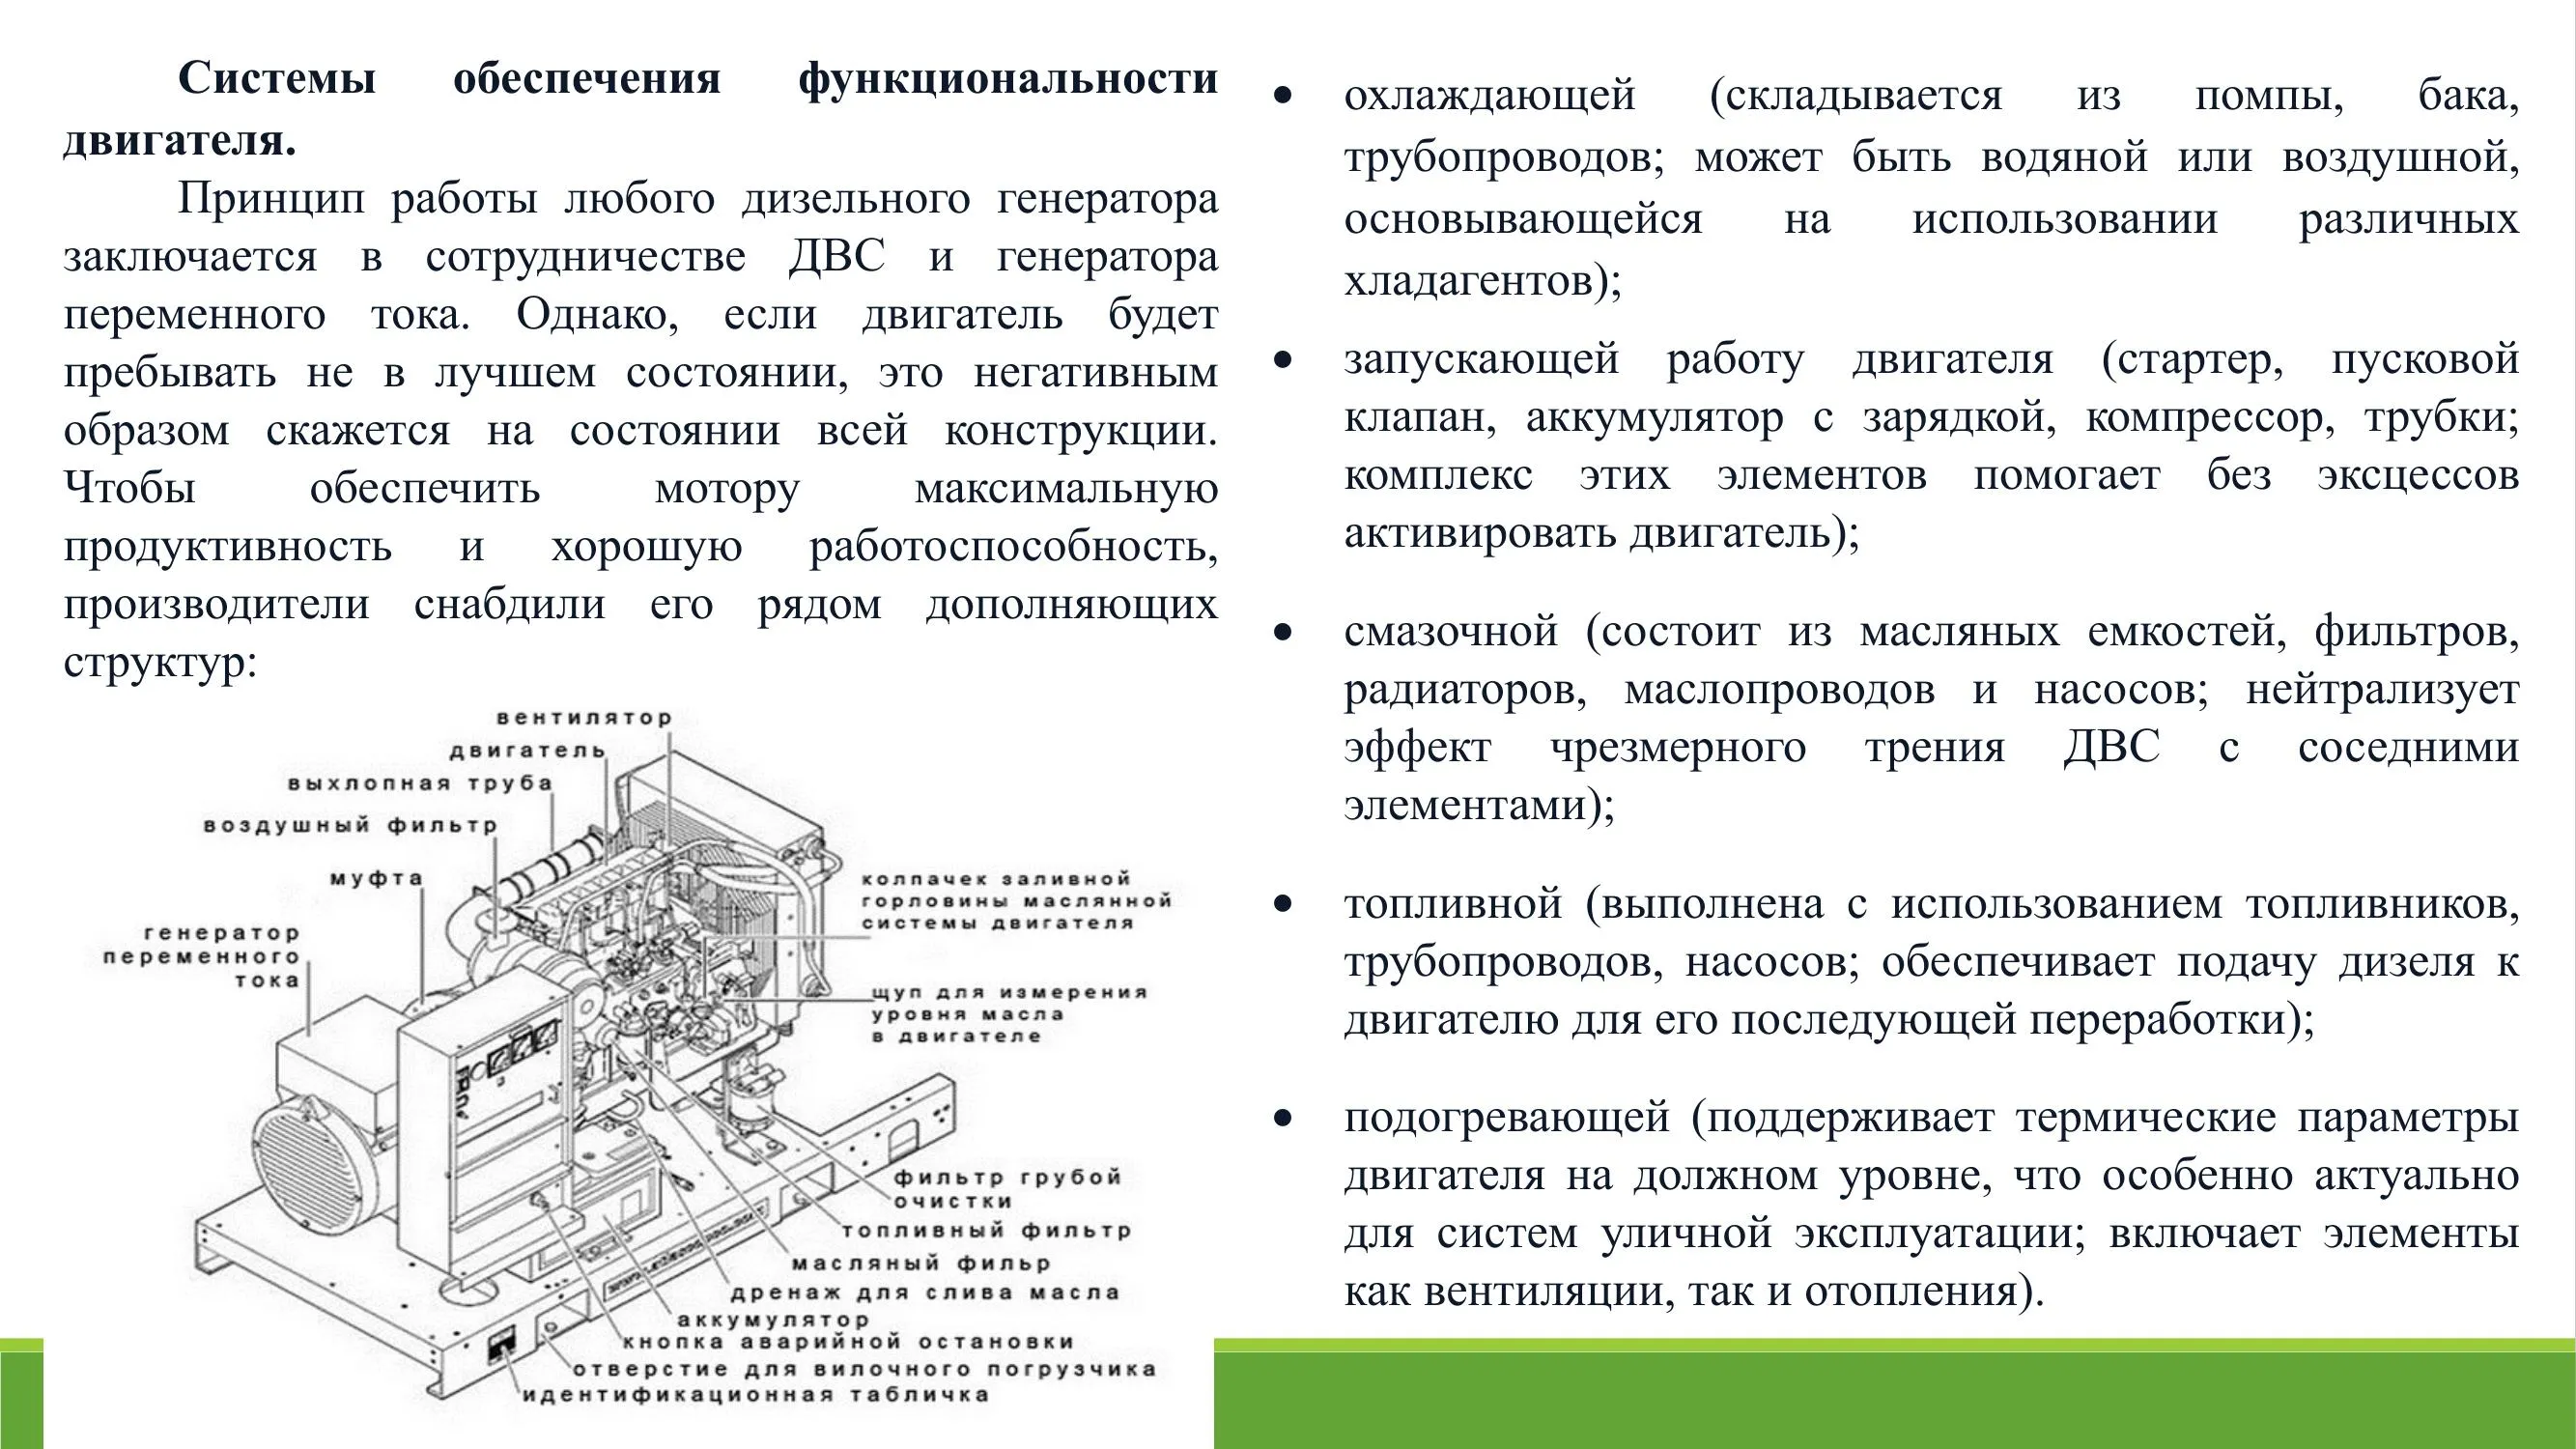 Системы обеспечения функциональности
двигателя.
Принцип работы любого дизельного генератора
заключается в сотрудничестве ДВС и генератора
переменного тока. Однако, если двигатель будет
пребывать не в лучшем состоянии, это негативным
образом скажется на состоянии всей конструкции.
Чтобы обеспечить мотору максимальную
продуктивность и хорошую работоспособность,
производители снабдили его рядом дополняющих
структур:
вентилятор
двигатель
выхлопная труба
воздушный фильтр
муфта
генератор
переменного
тока
колпачек заливной
горловины маслянной
системы двигателя
щуп для измерения
уровня масла
в двигателе
фильтр грубой
очистки
топливный фильтр
масляный фильр
дренаж для слива масла
аккумулятор
кнопка аварийной остановки
отверстие для вилочного погрузчика
идентификационная табличка
• охлаждающей (складывается из помпы, бака,
трубопроводов; может быть водяной или воздушной,
основывающейся на использовании различных
хладагентов);
• запускающей работу двигателя (стартер, пусковой
клапан, аккумулятор с зарядкой, компрессор, трубки;
комплекс этих элементов помогает без эксцессов
активировать двигатель);
• смазочной (состоит из масляных емкостей, фильтров,
радиаторов, маслопроводов и насосов; нейтрализует
эффект чрезмерного трения ДВС с соседними
элементами);
• топливной (выполнена с использованием топливников,
трубопроводов, насосов; обеспечивает подачу дизеля к
двигателю для его последующей переработки);
• подогревающей (поддерживает термические параметры
двигателя на должном уровне, что особенно актуально
для систем уличной эксплуатации; включает элементы
как вентиляции, так и отопления).